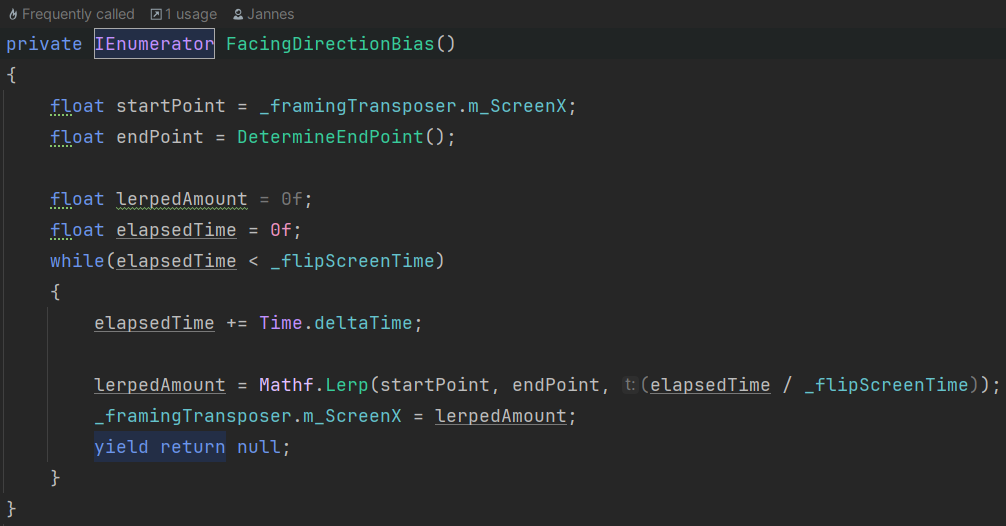 Frequently called 1 usage Jannes
private IEnumerator FacingDirectionBias()
{
    float startPoint = _framingTransposer.m_ScreenX;
    float endPoint = DetermineEndPoint();

    float lerpedAmount = 0f;
    float elapsedTime = 0f;
    while(elapsedTime < _flipScreenTime)
    {
        elapsedTime += Time.deltaTime;

        lerpedAmount = Mathf.Lerp(startPoint, endPoint, t:(elapsedTime / _flipScreenTime));
        _framingTransposer.m_ScreenX = lerpedAmount;
        yield return null;
    }
}